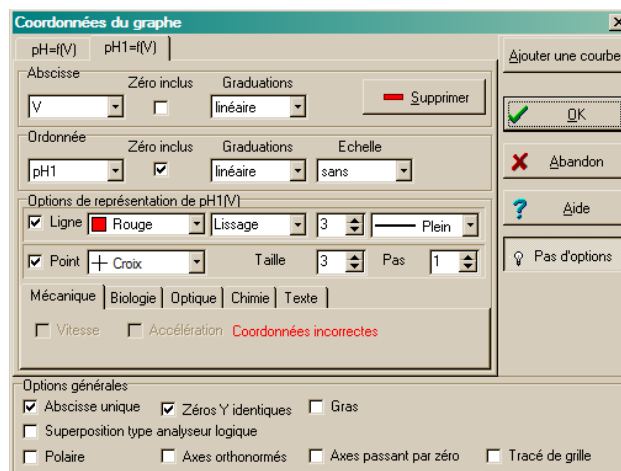 Coordonnées du graphe
pH=f(V) pH1=f(V)
Ajouter une courbe
Abscisse
Zéro inclus Graduations
V linéaire Supprimer
OK
Ordonnée
Zéro inclus Graduations Echelle
pH1 linéaire sans
Abandon
Options de représentation de pH1(V)
Ligne Rouge Lissage 3 Plein
Aide
Point Croix Taille 3 Pas 1
Pas d'options
Mécanique Biologie Optique Chimie Texte
Vitesse Accélération Coordonnées incorrectes
Options générales
Abscisse unique Zéros Y identiques Gras
Superposition type analyseur logique
Polaire Axes orthonormés Axes passant par zéro Tracé de grille